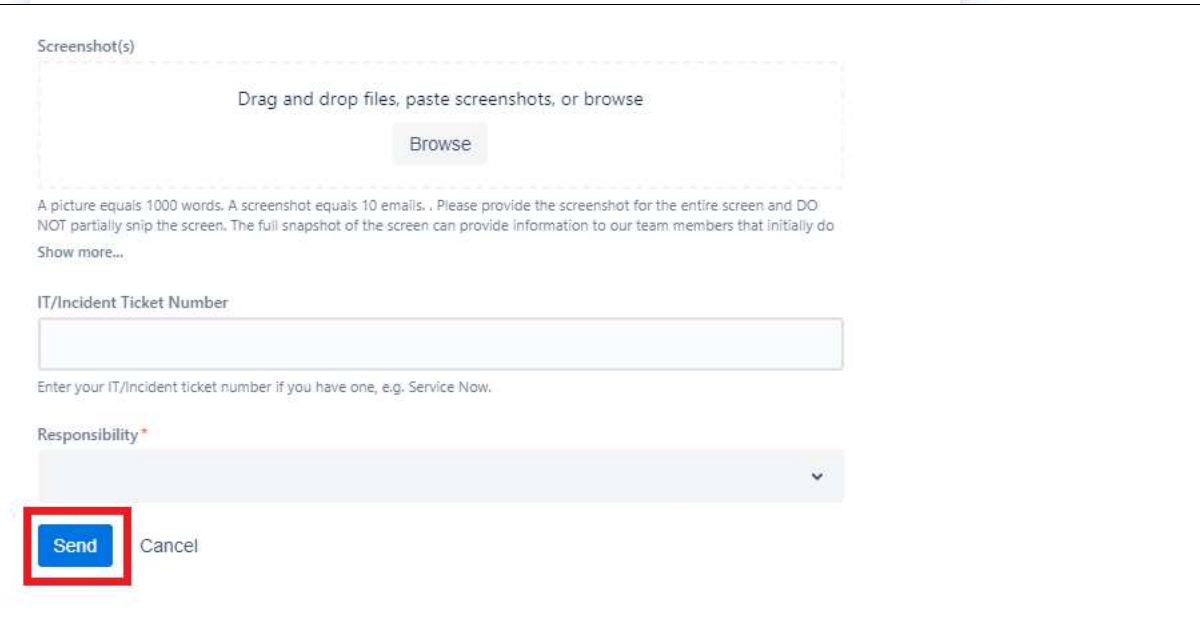 Screenshot(s)
Drag and drop files, paste screenshots, or browse
Browse
A picture equals 1000 words. A screenshot equals 10 emails. . Please provide the screenshot for the entire screen and DO
NOT partially snip the screen. The full snapshot of the screen can provide information to our team members that initially do
Show more...
IT/Incident Ticket Number
Enter your IT/Incident ticket number if you have one, e.g. Service Now.
Responsibility*
Send Cancel